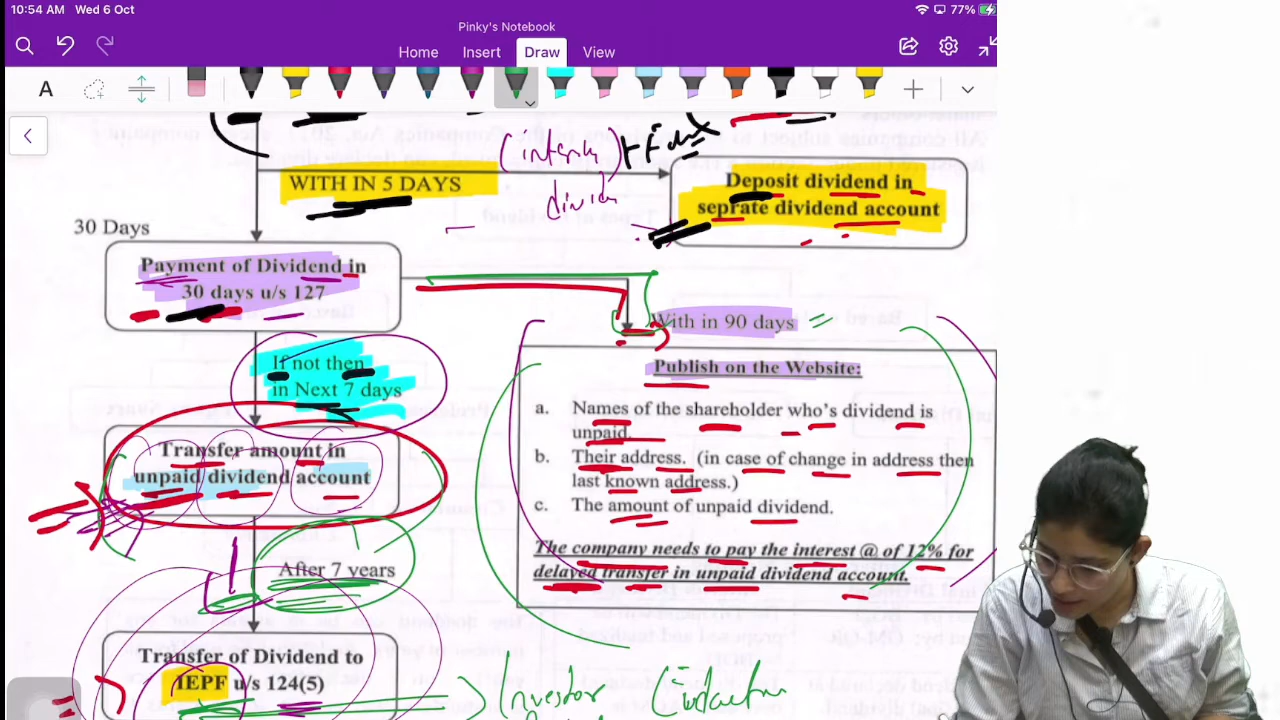 10:54 AM Wed 6 Oct
77%
Pinky's Notebook
Home Insert Draw View
A
WITH IN 5 DAYS
Deposit dividend in
seprate dividend account
30 Days
Payment of Dividend in
30 days u/s 127
With in 90 days
If not then
in Next 7 days
Publish on the Website:
a. Names of the shareholder who's dividend is
unpaid.
b. Their address. (in case of change in address then
last known address.)
c. The amount of unpaid dividend.
The company needs to pay the interest @ of 12% for
delayed transfer in unpaid dividend account.
Transfer amount in
unpaid dividend account
After 7 years
Transfer of Dividend to
IEPF u/s 124(5)
Investor